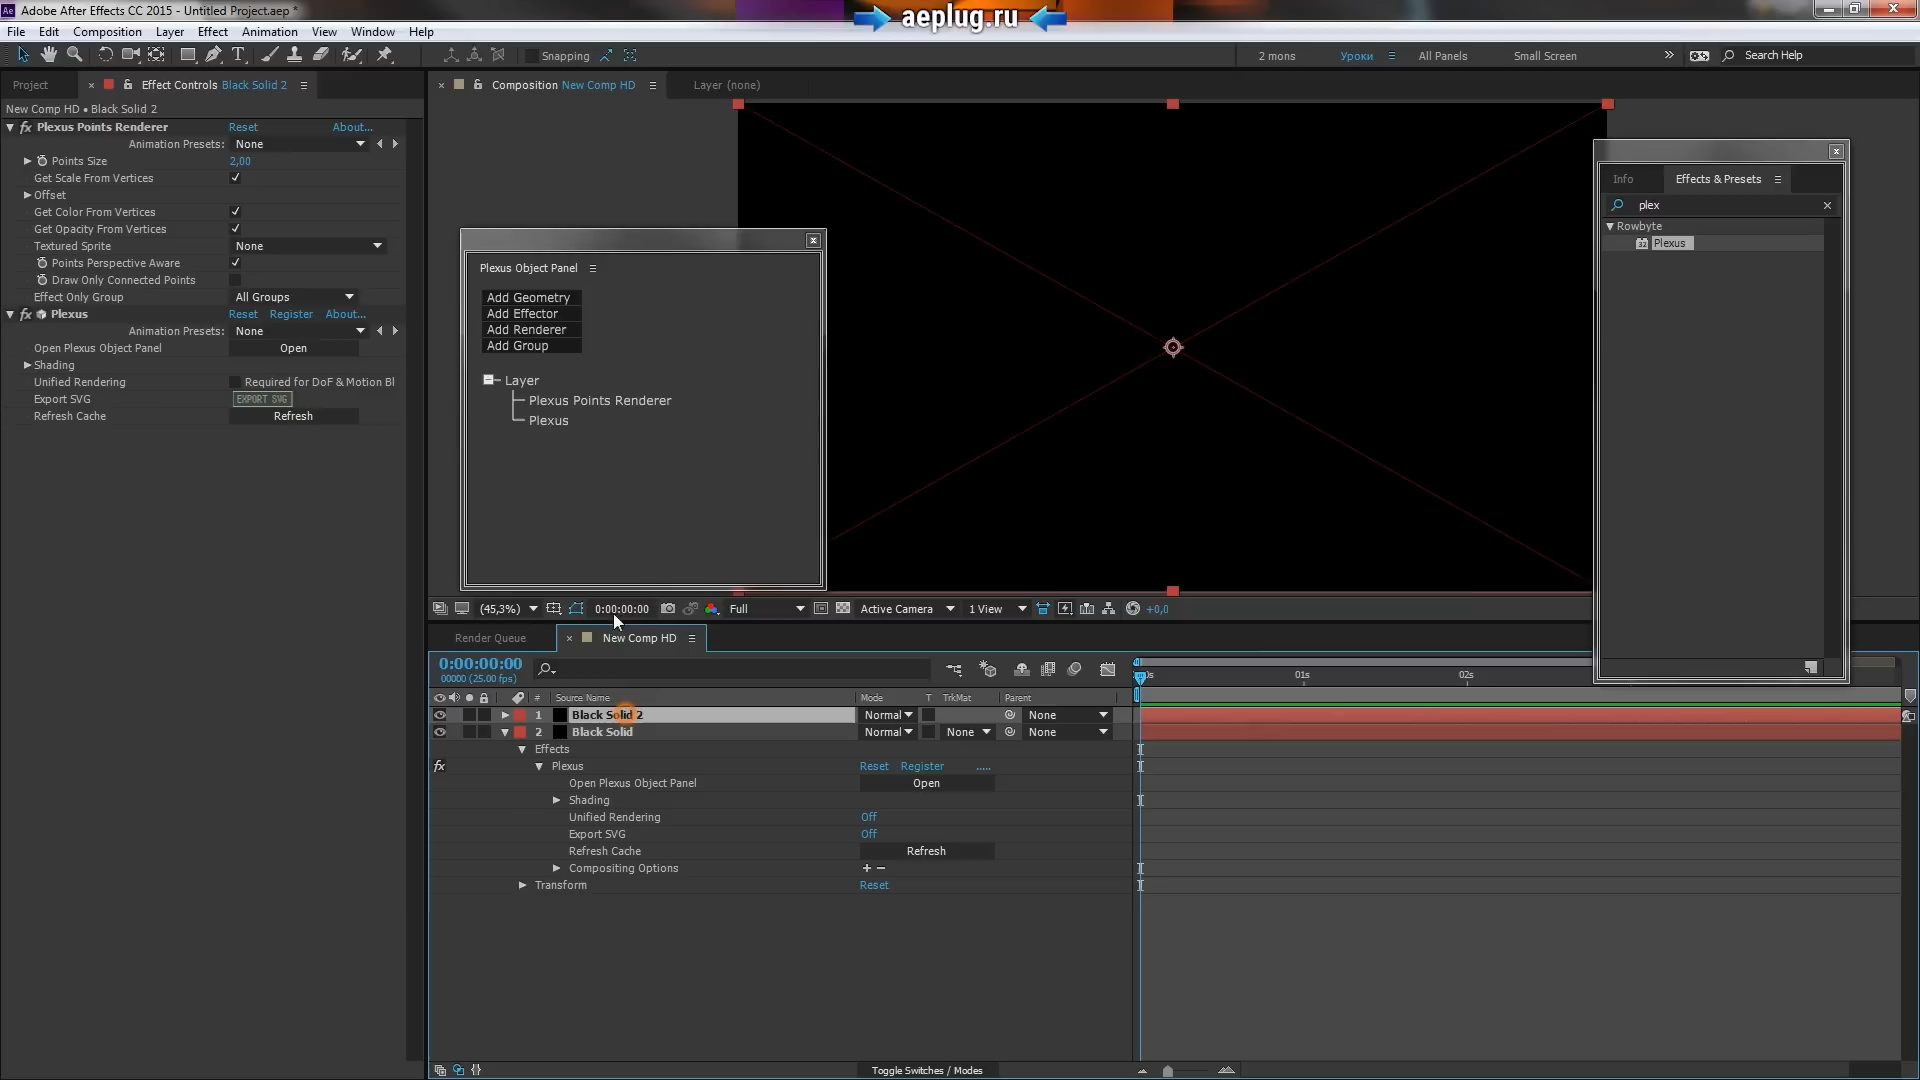 Adobe After Effects CC 2015 - Untitled Project.aep *
aeplug.ru
File Edit Composition Layer Effect Animation View Window Help
Snapping
2 mons Уроки All Panels Small Screen Search Help
Project Effect Controls Black Solid 2
New Comp HD • Black Solid 2
Plexus Points Renderer Reset About...
Animation Presets: None
Points Size 2,00
Get Scale From Vertices
Offset
Get Color From Vertices
Get Opacity From Vertices
Textured Sprite None
Points Perspective Aware
Draw Only Connected Points
Effect Only Group All Groups
Plexus Reset Register About...
Animation Presets: None
Open Plexus Object Panel Open
Shading
Unified Rendering Required for DoF & Motion Bl
Export SVG EXPORT SVG
Refresh Cache Refresh
Composition New Comp HD Layer (none)
Plexus Object Panel
Add Geometry
Add Effector
Add Renderer
Add Group
Layer
Plexus Points Renderer
Plexus
Info Effects & Presets
plex
Rowbyte
Plexus
(45,3%) 0:00:00:00 Full Active Camera 1 View +0,0
Render Queue New Comp HD
0:00:00:00
00000 (25.00 fps)
0s 01s 02s
# Source Name Mode T TrkMat Parent
1 Black Solid 2 Normal None
2 Black Solid Normal None None
Effects
fx Plexus Reset Register .....
Open Plexus Object Panel Open
Shading
Unified Rendering Off
Export SVG Off
Refresh Cache Refresh
Compositing Options + −
Transform Reset
Toggle Switches / Modes